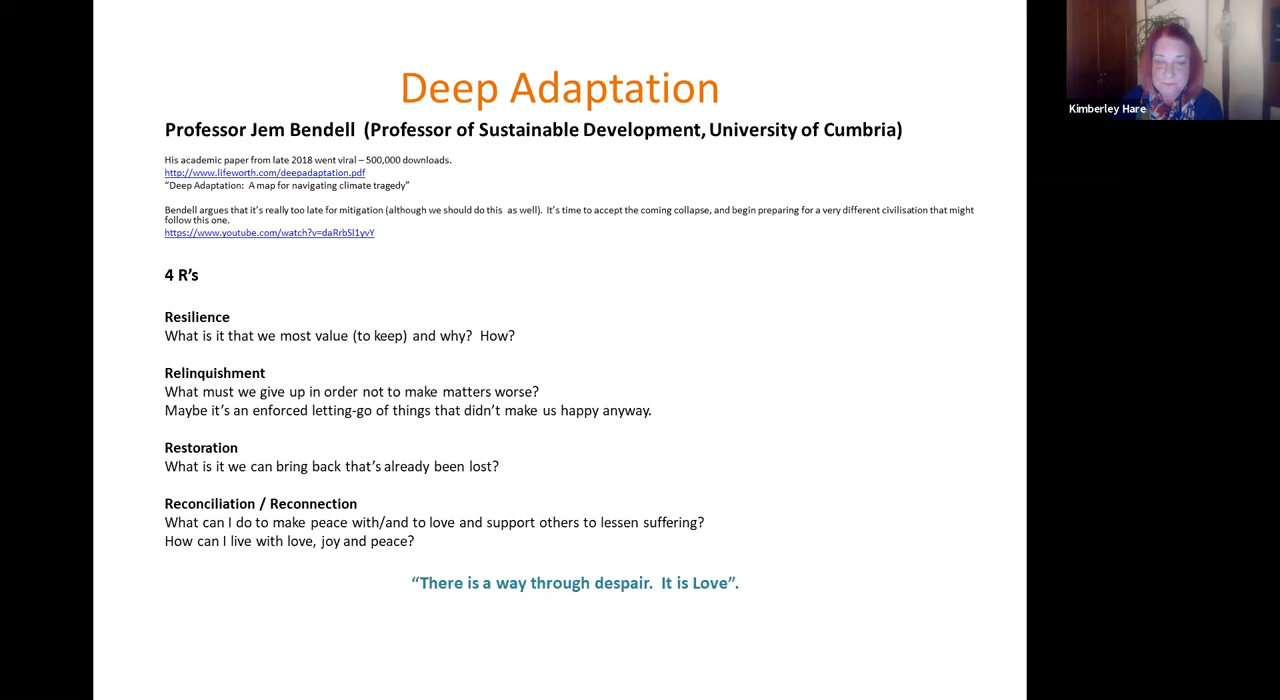 Deep Adaptation
Professor Jem Bendell (Professor of Sustainable Development, University of Cumbria)
His academic paper from late 2018 went viral – 500,000 downloads.
http://www.lifeworth.com/deepadaptation.pdf
“Deep Adaptation: A map for navigating climate tragedy”
Bendell argues that it’s really too late for mitigation (although we should do this as well). It’s time to accept the coming collapse, and begin preparing for a very different civilisation that might
follow this one.
https://www.youtube.com/watch?v=daRrbSl1yvY
4 R’s
Resilience
What is it that we most value (to keep) and why? How?
Relinquishment
What must we give up in order not to make matters worse?
Maybe it’s an enforced letting-go of things that didn’t make us happy anyway.
Restoration
What is it we can bring back that’s already been lost?
Reconciliation / Reconnection
What can I do to make peace with/and to love and support others to lessen suffering?
How can I live with love, joy and peace?
“There is a way through despair. It is Love”.
Kimberley Hare